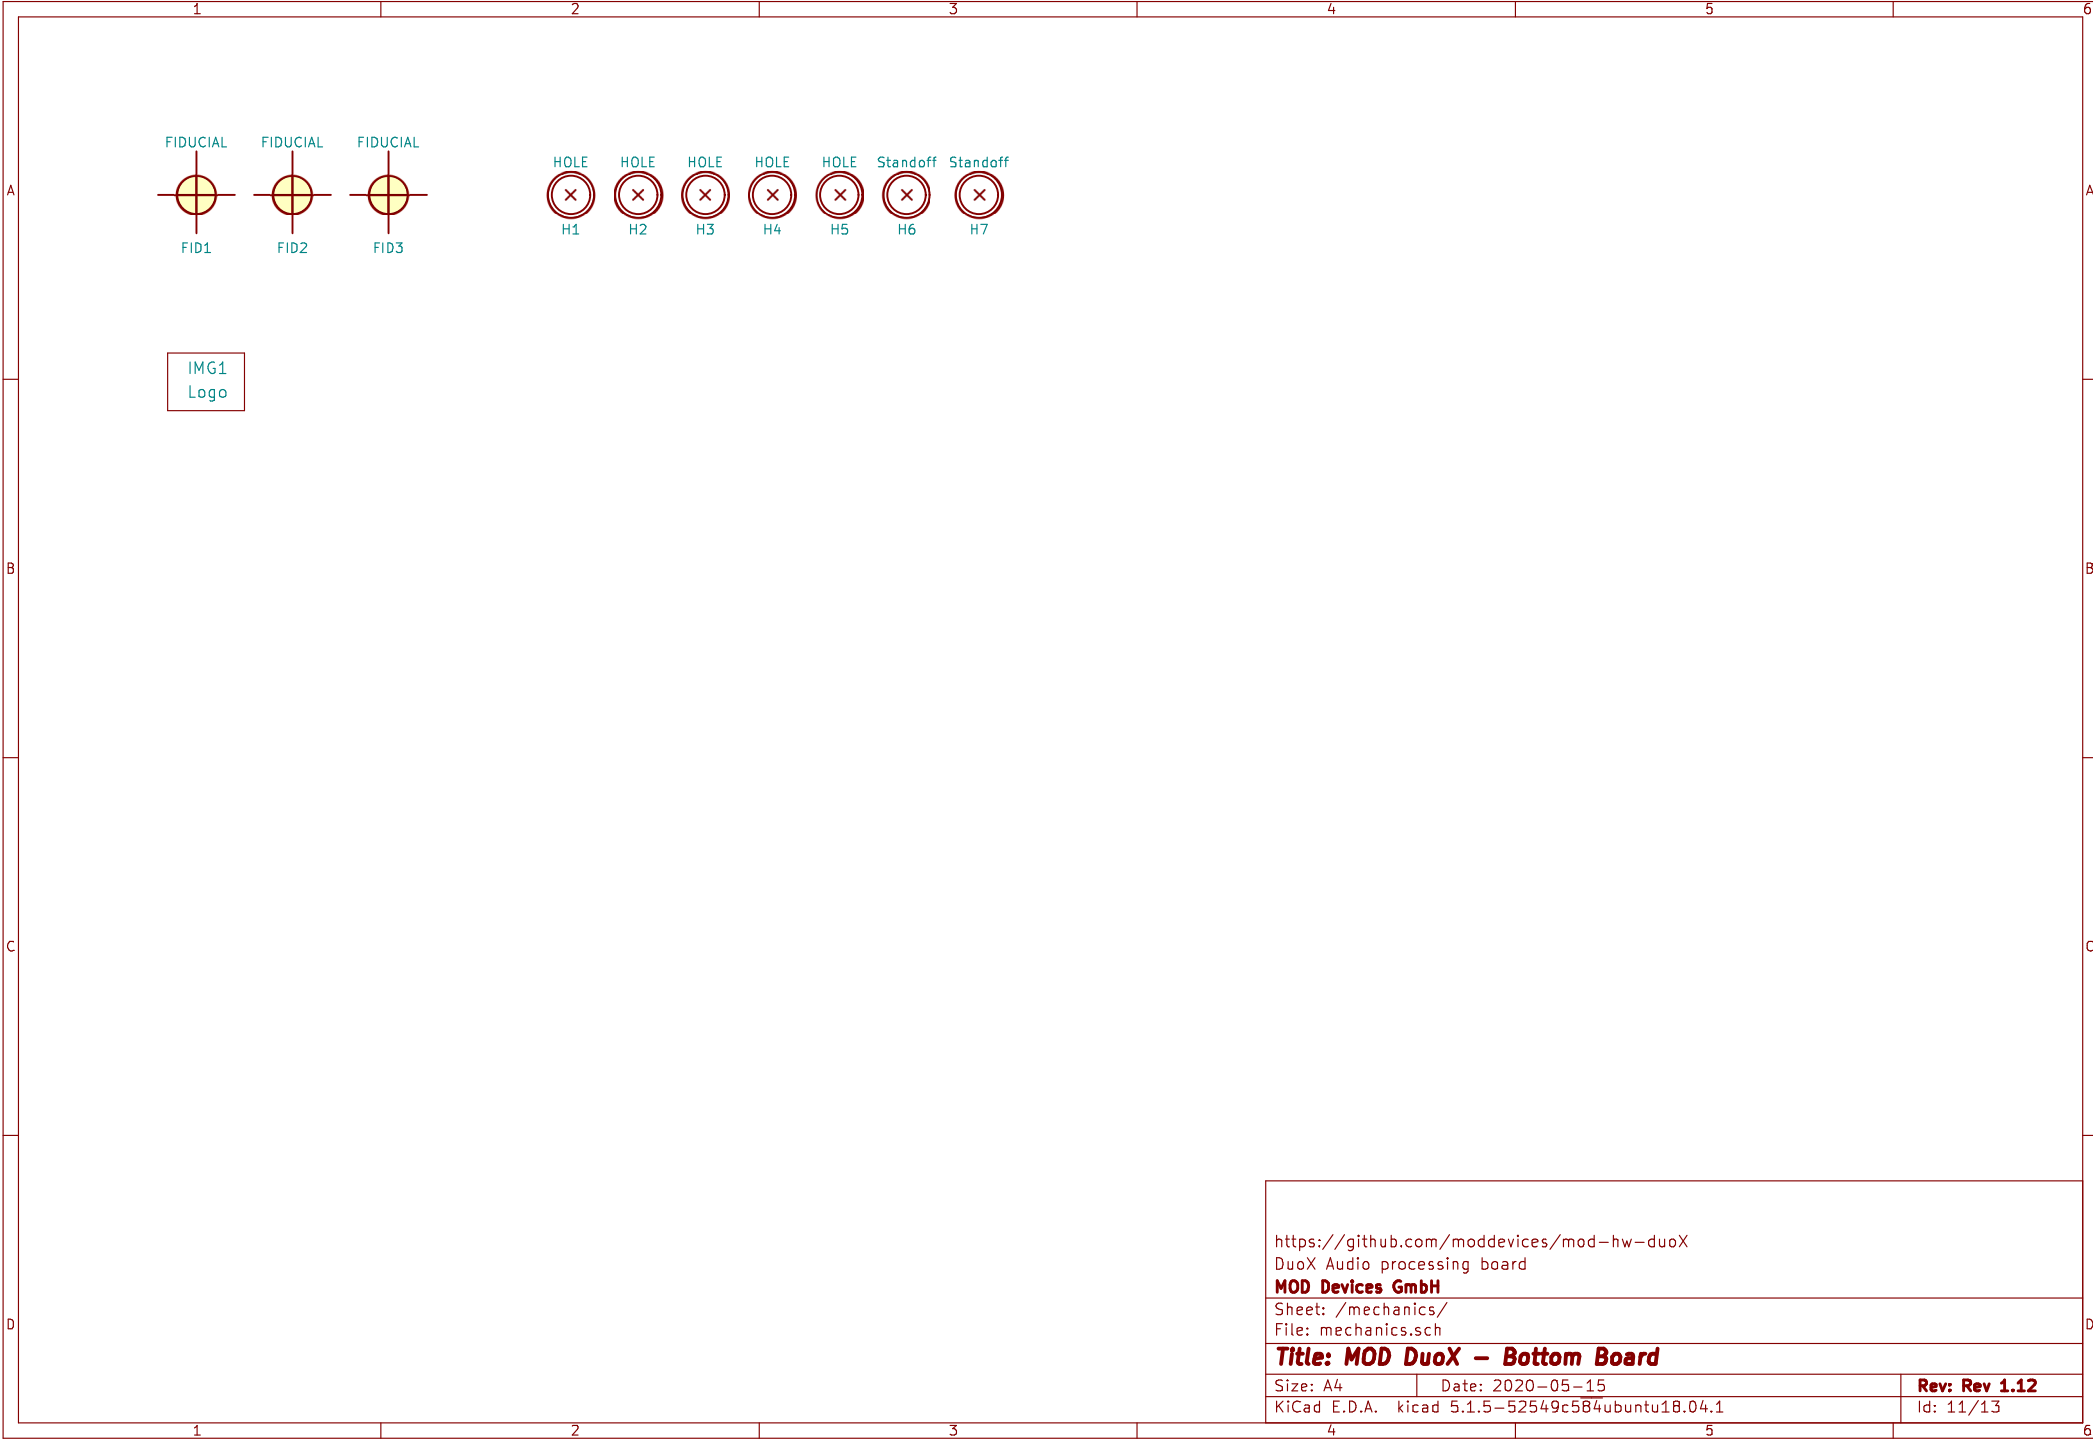 1 2 3 4 5 6
FIDUCIAL FIDUCIAL FIDUCIAL
HOLE HOLE HOLE HOLE HOLE Standoff Standoff
A A
H1 H2 H3 H4 H5 H6 H7
FID1 FID2 FID3
IMG1
Logo
B B
C C
https://github.com/moddevices/mod-hw-duoX
DuoX Audio processing board
MOD Devices GmbH
Sheet: /mechanics/
D D
File: mechanics.sch
Title: MOD DuoX - Bottom Board
Size: A4 Date: 2020-05-15 Rev: Rev 1.12
KiCad E.D.A. kicad 5.1.5-52549c584ubuntu18.04.1 Id: 11/13
1 2 3 4 5 6